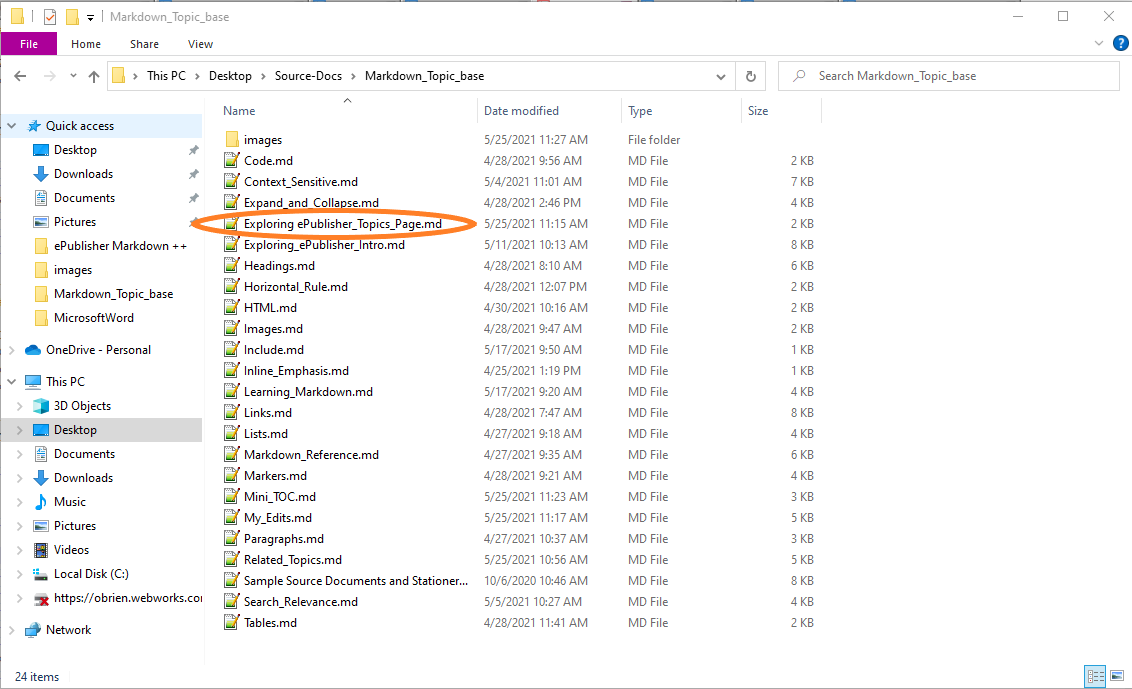 Markdown_Topic_base
File Home Share View
This PC Desktop Source-Docs Markdown_Topic_base Search Markdown_Topic_base
Name Date modified Type Size
Quick access
Desktop
Downloads
Documents
Pictures
ePublisher Markdown ++
images
Markdown_Topic_base
MicrosoftWord
OneDrive - Personal
This PC
3D Objects
Desktop
Documents
Downloads
Music
Pictures
Videos
Local Disk (C:)
https://obrien.webworks.co
Network
images 5/25/2021 11:27 AM File folder
Code.md 4/28/2021 9:56 AM MD File 2 KB
Context_Sensitive.md 5/4/2021 11:01 AM MD File 7 KB
Expand_and_Collapse.md 4/28/2021 2:46 PM MD File 4 KB
Exploring ePublisher_Topics_Page.md 5/25/2021 11:15 AM MD File 2 KB
Exploring_ePublisher_Intro.md 5/11/2021 10:13 AM MD File 8 KB
Headings.md 4/28/2021 8:10 AM MD File 6 KB
Horizontal_Rule.md 4/28/2021 12:07 PM MD File 2 KB
HTML.md 4/30/2021 10:16 AM MD File 2 KB
Images.md 4/28/2021 9:47 AM MD File 2 KB
Include.md 5/17/2021 9:50 AM MD File 1 KB
Inline_Emphasis.md 4/25/2021 1:19 PM MD File 1 KB
Learning_Markdown.md 5/17/2021 9:20 AM MD File 4 KB
Links.md 4/28/2021 7:47 AM MD File 8 KB
Lists.md 4/27/2021 9:18 AM MD File 4 KB
Markdown_Reference.md 4/27/2021 9:35 AM MD File 6 KB
Markers.md 4/28/2021 9:21 AM MD File 4 KB
Mini_TOC.md 5/25/2021 11:23 AM MD File 3 KB
My_Edits.md 5/25/2021 11:17 AM MD File 5 KB
Paragraphs.md 4/27/2021 10:37 AM MD File 3 KB
Related_Topics.md 5/25/2021 10:56 AM MD File 5 KB
Sample Source Documents and Stationer... 10/6/2020 10:46 AM MD File 8 KB
Search_Relevance.md 5/5/2021 10:27 AM MD File 4 KB
Tables.md 4/28/2021 11:41 AM MD File 2 KB
24 items